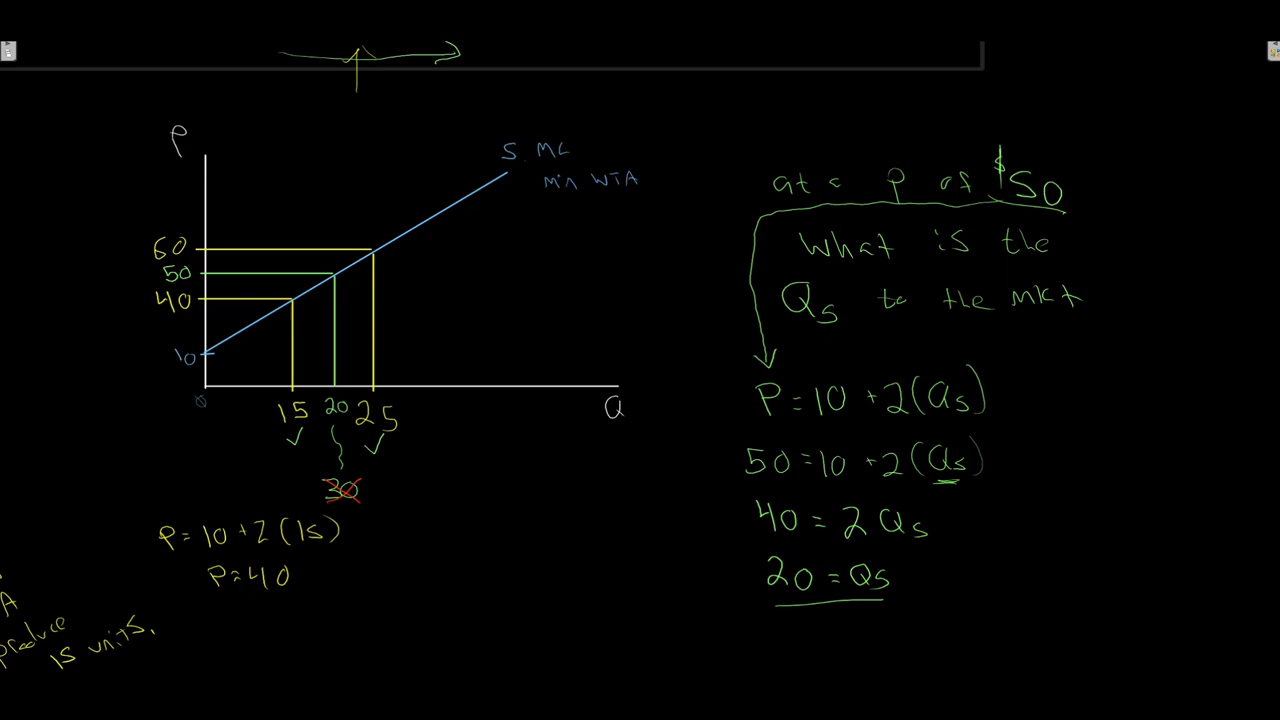 P
S MC
Min WTA
60
50
40
10
0
15 20 25
Q
30
P=10+2(15)
P=40
A
produce
15 units.
at a P of $50
What is the
Qs to the mkt
P=10+2(Qs)
50=10+2(Qs)
40=2Qs
20=Qs